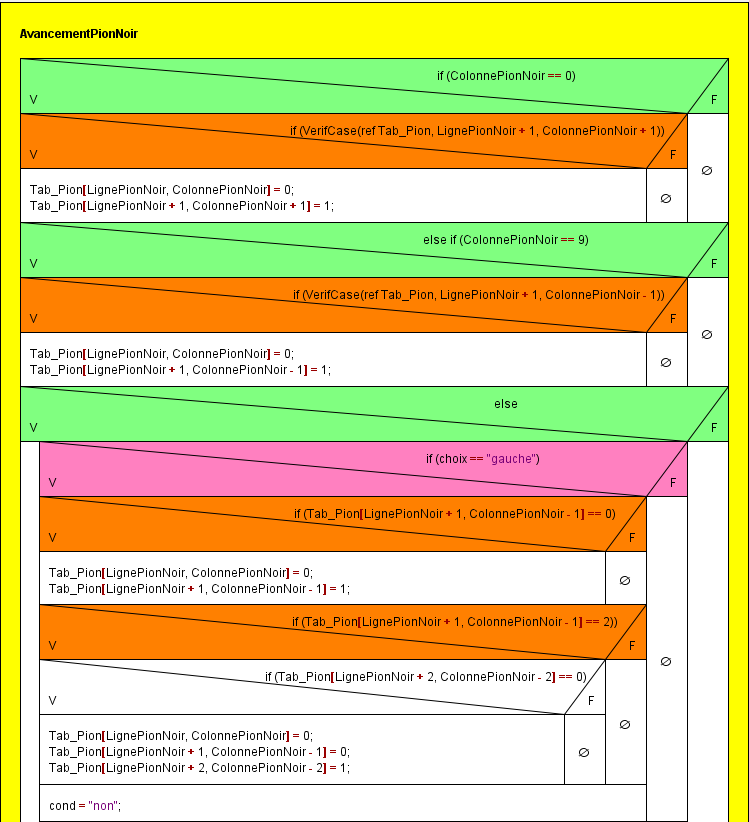 AvancementPionNoir
if (ColonnePionNoir == 0)
V
F
if (VerifCase(ref Tab_Pion, LignePionNoir + 1, ColonnePionNoir + 1))
V
F
∅
Tab_Pion[LignePionNoir, ColonnePionNoir] = 0;
Tab_Pion[LignePionNoir + 1, ColonnePionNoir + 1] = 1;
∅
else if (ColonnePionNoir == 9)
V
F
if (VerifCase(ref Tab_Pion, LignePionNoir + 1, ColonnePionNoir - 1))
V
F
∅
Tab_Pion[LignePionNoir, ColonnePionNoir] = 0;
Tab_Pion[LignePionNoir + 1, ColonnePionNoir - 1] = 1;
∅
else
V
F
if (choix == "gauche")
V
F
if (Tab_Pion[LignePionNoir + 1, ColonnePionNoir - 1] == 0)
V
F
Tab_Pion[LignePionNoir, ColonnePionNoir] = 0;
Tab_Pion[LignePionNoir + 1, ColonnePionNoir - 1] = 1;
∅
if (Tab_Pion[LignePionNoir + 1, ColonnePionNoir - 1] == 2))
V
F
∅
if (Tab_Pion[LignePionNoir + 2, ColonnePionNoir - 2] == 0)
V
F
∅
Tab_Pion[LignePionNoir, ColonnePionNoir] = 0;
Tab_Pion[LignePionNoir + 1, ColonnePionNoir - 1] = 0;
Tab_Pion[LignePionNoir + 2, ColonnePionNoir - 2] = 1;
∅
cond = "non";